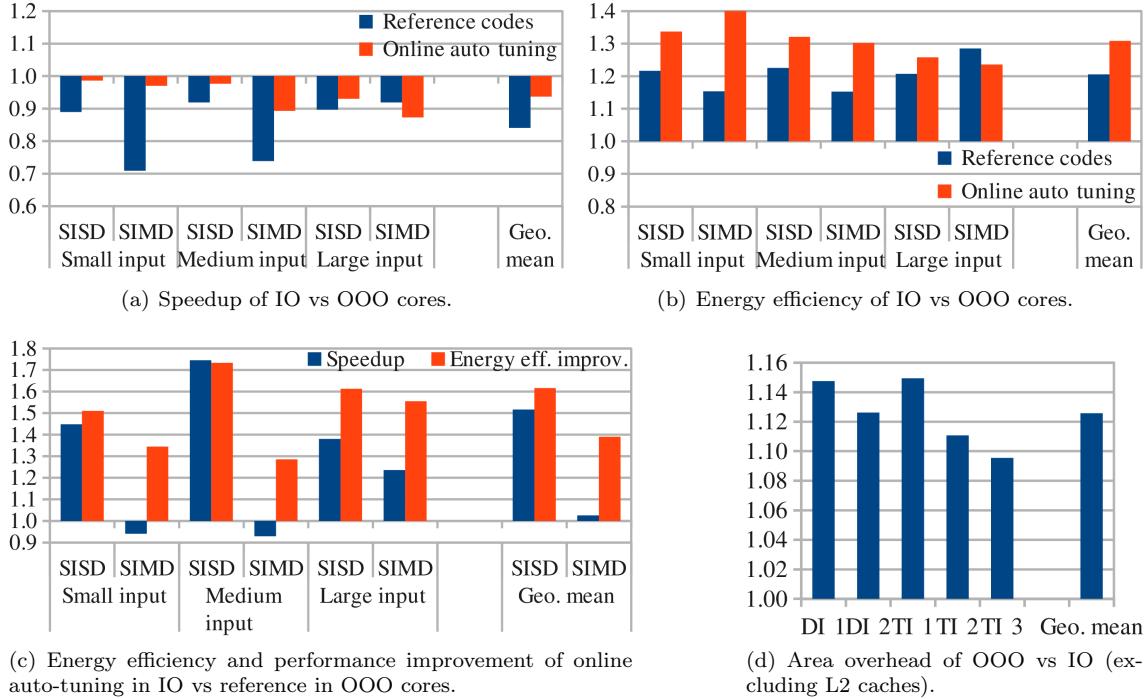 1.2
1.1
1.0
0.9
0.8
0.7
0.6
Reference codes
Online auto tuning
SISD SIMD SISD SIMD SISD SIMD Geo.
Small input Medium input Large input mean
(a) Speedup of IO vs OOO cores.
1.4
1.3
1.2
1.1
1.0
0.9
0.8
Reference codes
Online auto tuning
SISD SIMD SISD SIMD SISD SIMD Geo.
Small input Medium input Large input mean
(b) Energy efficiency of IO vs OOO cores.
1.8
1.7
1.6
1.5
1.4
1.3
1.2
1.1
1.0
0.9
Speedup Energy eff. improv.
SISD SIMD SISD SIMD SISD SIMD SISD SIMD
Small input Medium Large input Geo. mean
input
(c) Energy efficiency and performance improvement of online
auto-tuning in IO vs reference in OOO cores.
1.16
1.14
1.12
1.10
1.08
1.06
1.04
1.02
1.00
DI 1 DI 2 TI 1 TI 2 TI 3 Geo. mean
(d) Area overhead of OOO vs IO (ex-
cluding L2 caches).